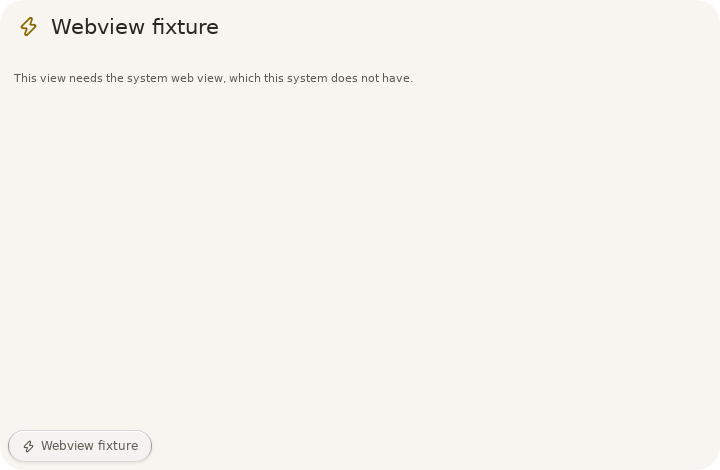 Webview fixture
This view needs the system web view, which this system does not have.
Webview fixture